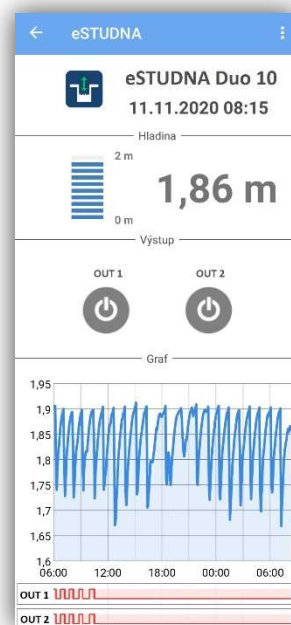 eSTUDNA
eSTUDNA Duo 10
11.11.2020 08:15
Hladina
2 m
1,86 m
0 m
Výstup
OUT 1 OUT 2
Graf
1,95
1,9
1,85
1,8
1,75
1,7
1,65
1,6
06:00 12:00 18:00 00:00 06:00
OUT 1
OUT 2